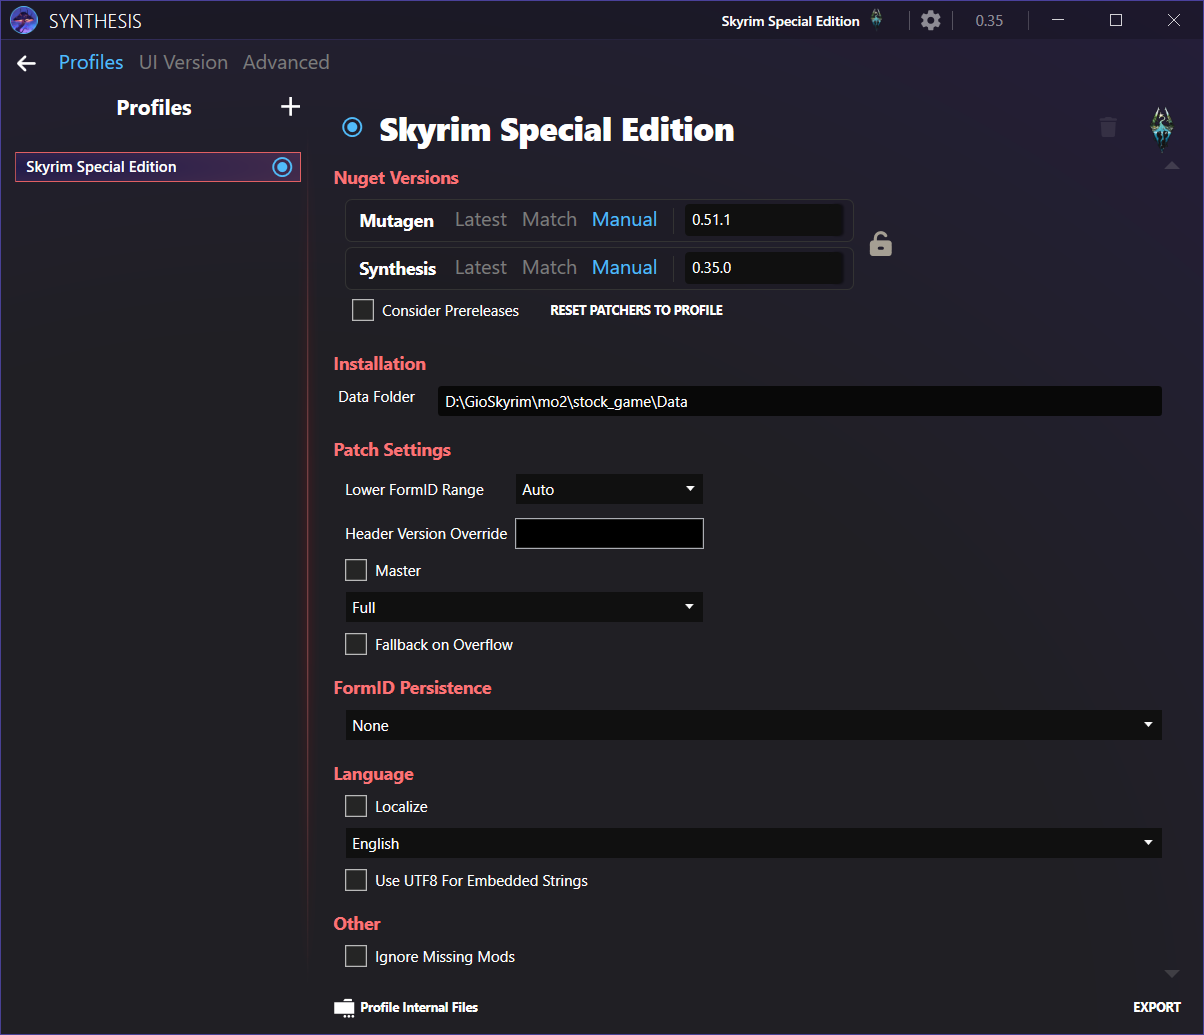 SYNTHESIS
Skyrim Special Edition
0.35
Profiles UI Version Advanced
Profiles
Skyrim Special Edition
Skyrim Special Edition
Nuget Versions
Mutagen Latest Match Manual 0.51.1
Synthesis Latest Match Manual 0.35.0
Consider Prereleases RESET PATCHERS TO PROFILE
Installation
Data Folder D:\GioSkyrim\mo2\stock_game\Data
Patch Settings
Lower FormID Range Auto
Header Version Override
Master
Full
Fallback on Overflow
FormID Persistence
None
Language
Localize
English
Use UTF8 For Embedded Strings
Other
Ignore Missing Mods
Profile Internal Files
EXPORT